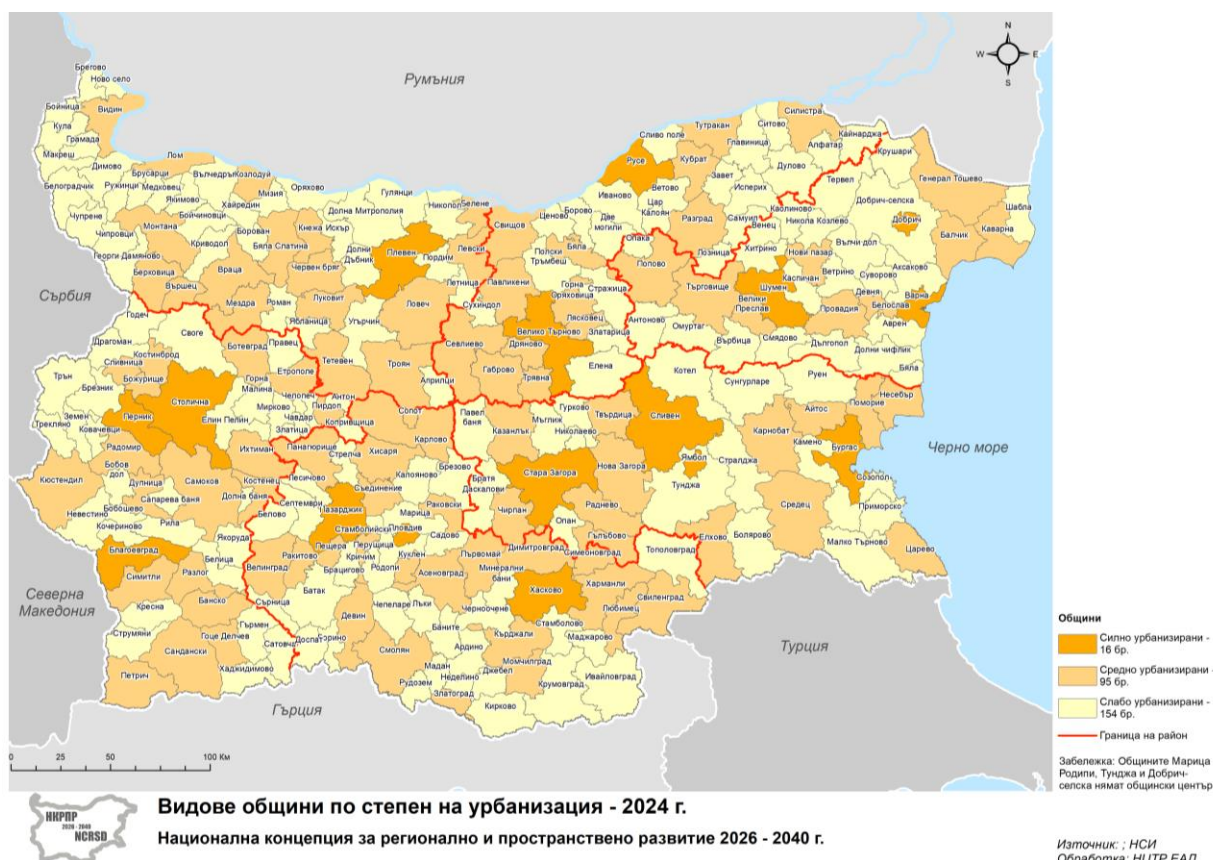 N
W E
S
Румъния
Сърбия
Северна
Македония
Гърция
Турция
Черно море
Брегово
Ново село
Бойница
Видин
Кула
Грамада
Макреш
Димово
Лом
Белоградчик
Ружинци
Брусарци
Медковец
Вълчедръм
Козлодуй
Якимово
Хайредин
Мизия
Оряхово
Чупрене
Чипровци
Монтана
Бойчиновци
Георги Дамяново
Криводол
Борован
Бяла Слатина
Кнежа
Искър
Долна Митрополия
Гулянци
Никопол
Белене
Берковица
Вършец
Враца
Червен бряг
Долни
Дъбник
Плевен
Пордим
Левски
Свищов
Мездра
Роман
Луковит
Ябланица
Угърчин
Ловеч
Летница
Павликени
Сухиндол
Полски
Тръмбеш
Ценово
Борово
Бяла
Две
могили
Иваново
Русе
Сливо поле
Ветово
Цар
Калоян
Кубрат
Тутракан
Главиница
Завет
Исперих
Разград
Самуил
Лозница
Ситово
Силистра
Дулово
Алфатар
Кайнарджа
Крушари
Тервел
Генерал Тошево
Добрич-селска
Добрич
Шабла
Балчик
Каварна
Каолиново
Венец
Никола Козлево
Хитрино
Нови пазар
Вълчи дол
Каспичан
Ветрино
Суворово
Аксаково
Девня
Белослав
Варна
Шумен
Велики
Преслав
Провадия
Аврен
Опака
Попово
Търговище
Антоново
Омуртаг
Върбица
Смядово
Дългопол
Долни чифлик
Бяла
Горна
Оряховица
Стражица
Лясковец
Велико Търново
Златарица
Елена
Дряново
Трявна
Габрово
Севлиево
Троян
Априлци
Тетевен
Годеч
Своге
Драгоман
Сливница
Костинброд
Божурище
Ботевград
Правец
Етрополе
Трън
Брезник
Столична
Горна
Малина
Челопеч
Антон
Мирково
Пирдоп
Чавдар
Златица
Копривщица
Земен
Трекляно
Перник
Ковачевци
Радомир
Елин Пелин
Ихтиман
Кюстендил
Бобов
дол
Дупница
Самоков
Костенец
Долна баня
Сапарева баня
Невестино
Бобошево
Кочериново
Рила
Благоевград
Якоруда
Белица
Симитли
Разлог
Банско
Кресна
Струмяни
Гоце Делчев
Гърмен
Сандански
Петрич
Хаджидимово
Сатовча
Сърница
Доспат
Панагюрище
Стрелча
Лесичово
Септември
Белово
Пазарджик
Пещера
Ракитово
Велинград
Батак
Брацигово
Сопот
Карлово
Хисаря
Калояново
Съединение
Брезово
Марица
Раковски
Стамболийски
Пловдив
Перущица
Кричим
Куклен
Родопи
Садово
Първомай
Асеновград
Лъки
Чепеларе
Девин
Борино
Смолян
Баните
Мадан
Рудозем
Неделино
Златоград
Павел
баня
Казанлък
Мъглиж
Гурково
Николаево
Твърдица
Братя
Даскалови
Стара Загора
Нова Загора
Чирпан
Опан
Раднево
Гълъбово
Димитровград
Симеоновград
Минерални
бани
Хасково
Харманли
Свиленград
Любимец
Тополовград
Стамболово
Маджарово
Ивайловград
Черноочене
Кърджали
Ардино
Джебел
Момчилград
Крумовград
Кирково
Котел
Сливен
Ямбол
Тунджа
Стралджа
Елхово
Болярово
Сунгурларе
Руен
Айтос
Карнобат
Поморие
Несебър
Камено
Бургас
Созопол
Средец
Приморско
Малко Търново
Царево
0 25 50 100 Км
Общини
Силно урбанизирани -
16 бр.
Средно урбанизирани -
95 бр.
Слабо урбанизирани -
154 бр.
Граница на район
Забележка: Общините Марица
Родипи, Тунджа и Добрич-
селска нямат общински център
НКРПР
2026 - 2040
NCRSD
Видове общини по степен на урбанизация - 2024 г.
Национална концепция за регионално и пространствено развитие 2026 - 2040 г.
Източник: ; НСИ
Обработка: НЦТР ЕАД